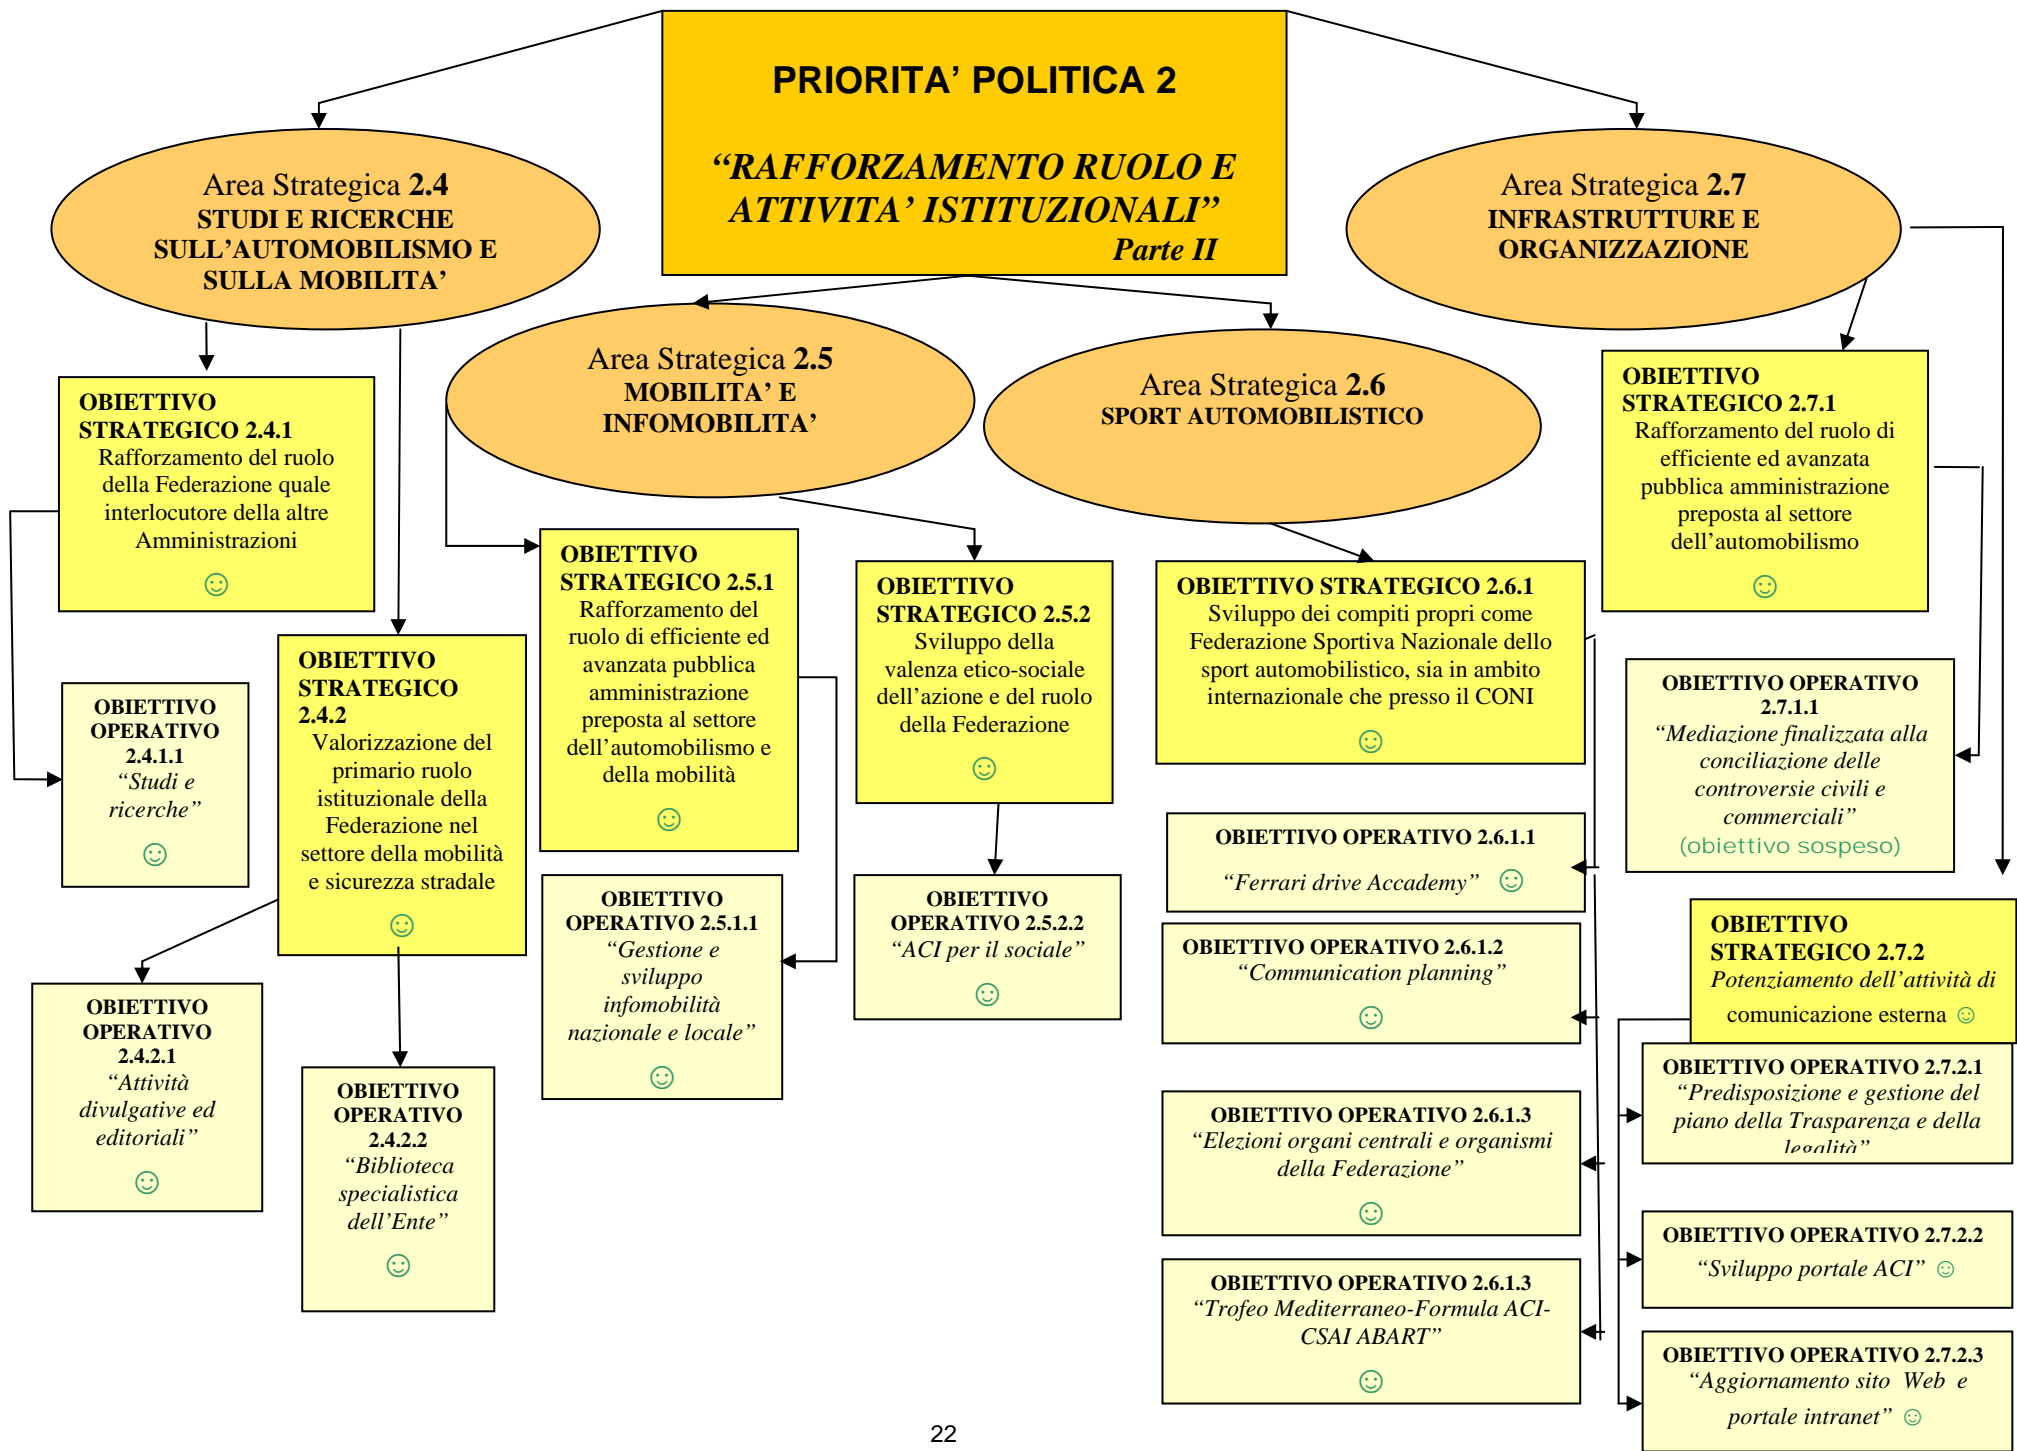 PRIORITA’ POLITICA 2
“RAFFORZAMENTO RUOLO E
ATTIVITA’ ISTITUZIONALI”
Parte II
Area Strategica 2.4
STUDI E RICERCHE
SULL’AUTOMOBILISMO E
SULLA MOBILITA’
Area Strategica 2.5
MOBILITA’ E
INFOMOBILITA’
Area Strategica 2.6
SPORT AUTOMOBILISTICO
Area Strategica 2.7
INFRASTRUTTURE E
ORGANIZZAZIONE
OBIETTIVO
STRATEGICO 2.4.1
Rafforzamento del ruolo
della Federazione quale
interlocutore della altre
Amministrazioni
☺
OBIETTIVO
OPERATIVO
2.4.1.1
“Studi e
ricerche”
☺
OBIETTIVO
STRATEGICO
2.4.2
Valorizzazione del
primario ruolo
istituzionale della
Federazione nel
settore della mobilità
e sicurezza stradale
☺
OBIETTIVO
OPERATIVO
2.4.2.1
“Attività
divulgative ed
editoriali”
☺
OBIETTIVO
OPERATIVO
2.4.2.2
“Biblioteca
specialistica
dell’Ente”
☺
OBIETTIVO
STRATEGICO 2.5.1
Rafforzamento del
ruolo di efficiente ed
avanzata pubblica
amministrazione
preposta al settore
dell’automobilismo e
della mobilità
☺
OBIETTIVO
OPERATIVO 2.5.1.1
“Gestione e
sviluppo
infomobilità
nazionale e locale”
☺
OBIETTIVO
STRATEGICO 2.5.2
Sviluppo della
valenza etico-sociale
dell’azione e del ruolo
della Federazione
☺
OBIETTIVO
OPERATIVO 2.5.2.2
“ACI per il sociale”
☺
OBIETTIVO STRATEGICO 2.6.1
Sviluppo dei compiti propri come
Federazione Sportiva Nazionale dello
sport automobilistico, sia in ambito
internazionale che presso il CONI
☺
OBIETTIVO OPERATIVO 2.6.1.1
“Ferrari drive Accademy” ☺
OBIETTIVO OPERATIVO 2.6.1.2
“Communication planning”
☺
OBIETTIVO OPERATIVO 2.6.1.3
“Elezioni organi centrali e organismi
della Federazione”
☺
OBIETTIVO OPERATIVO 2.6.1.3
“Trofeo Mediterraneo-Formula ACI-
CSAI ABART”
☺
OBIETTIVO
STRATEGICO 2.7.1
Rafforzamento del ruolo di
efficiente ed avanzata
pubblica amministrazione
preposta al settore
dell’automobilismo
☺
OBIETTIVO OPERATIVO
2.7.1.1
“Mediazione finalizzata alla
conciliazione delle
controversie civili e
commerciali”
(obiettivo sospeso)
OBIETTIVO
STRATEGICO 2.7.2
Potenziamento dell’attività di
comunicazione esterna ☺
OBIETTIVO OPERATIVO 2.7.2.1
“Predisposizione e gestione del
piano della Trasparenza e della
legalità”
OBIETTIVO OPERATIVO 2.7.2.2
“Sviluppo portale ACI” ☺
OBIETTIVO OPERATIVO 2.7.2.3
“Aggiornamento sito Web e
portale intranet” ☺
22